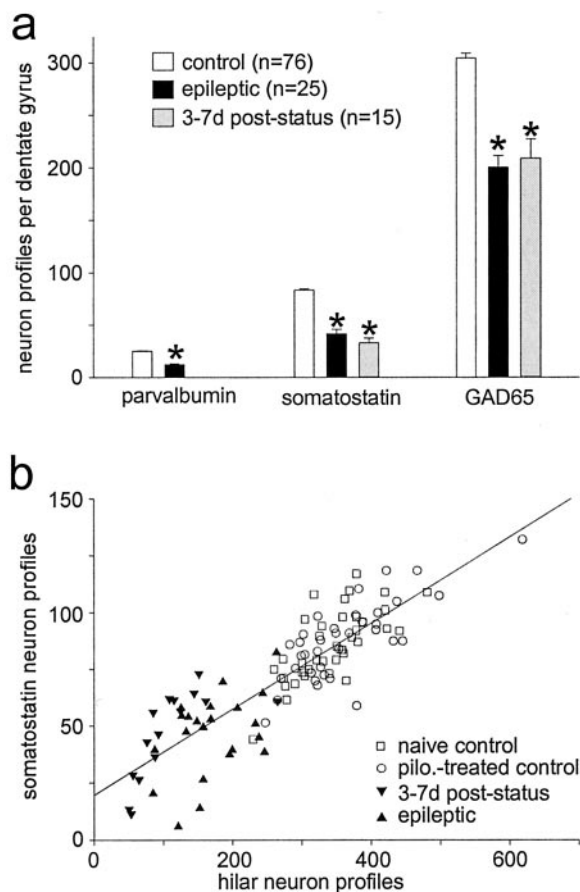 a
control (n=76)
epileptic (n=25)
3-7d post-status (n=15)
neuron profiles per dentate gyrus
300
200
100
0
*
* *
* *
parvalbumin somatostatin GAD65
b
somatostatin neuron profiles
150
100
50
0
naive control
pilo.-treated control
3-7d post-status
epileptic
0 200 400 600
hilar neuron profiles